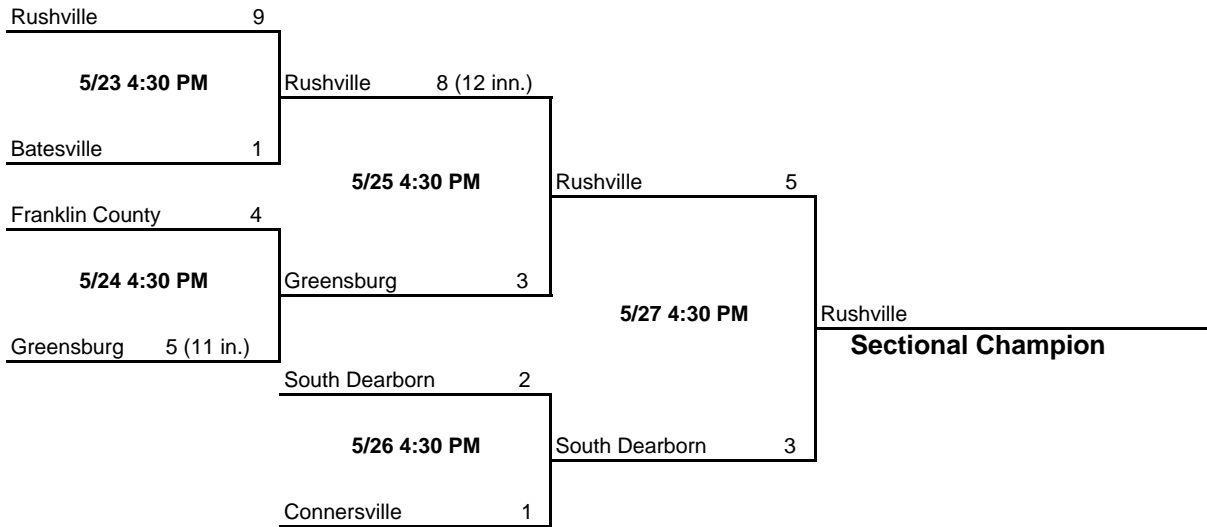 Rushville 9
5/23 4:30 PM
Rushville 8 (12 inn.)
Batesville 1
5/25 4:30 PM
Rushville 5
Franklin County 4
5/24 4:30 PM
Greensburg 3
5/27 4:30 PM
Rushville
Greensburg 5 (11 in.)
Sectional Champion
South Dearborn 2
5/26 4:30 PM
South Dearborn 3
Connersville 1